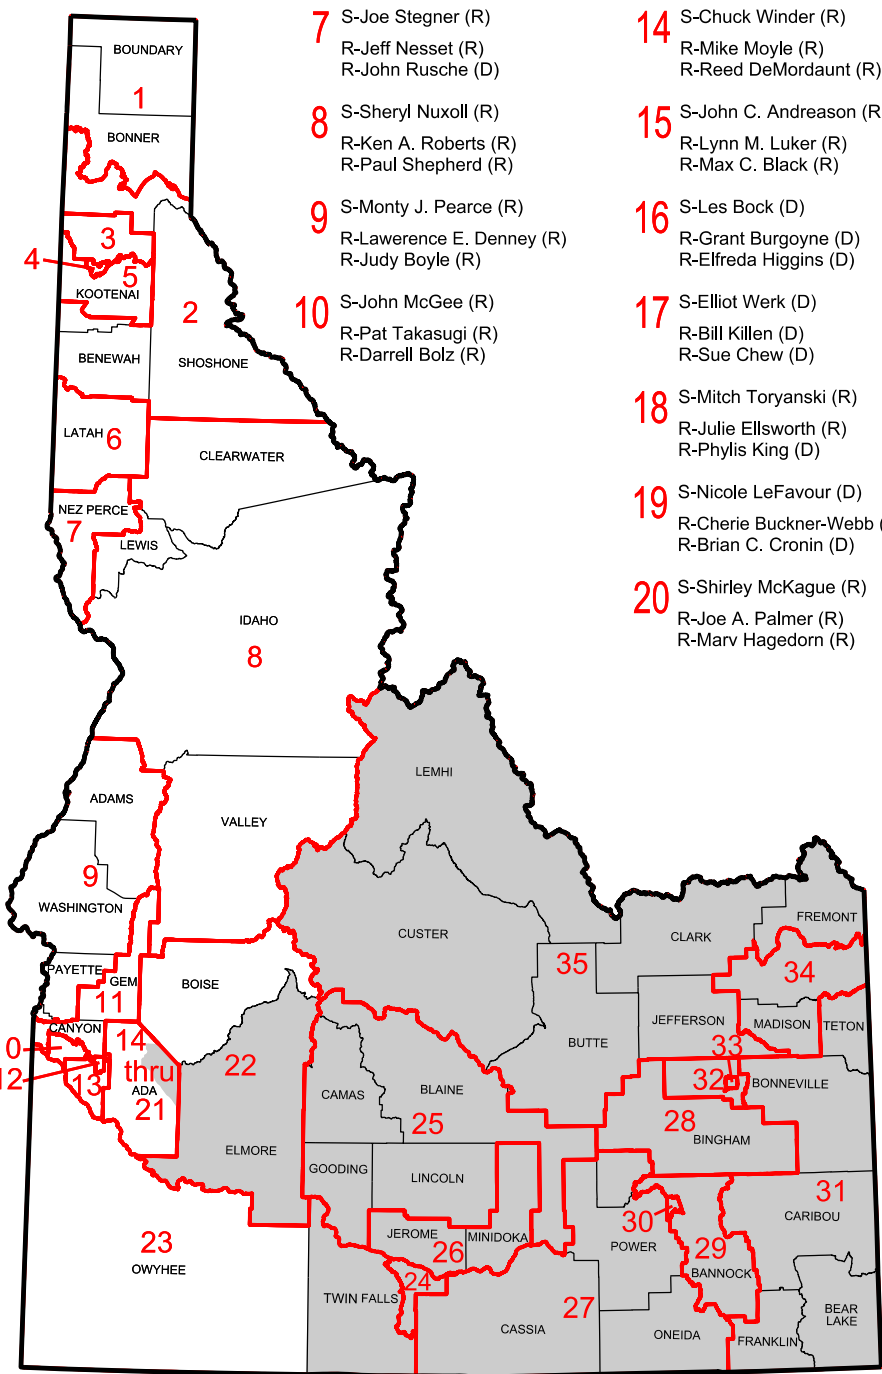 7 S-Joe Stegner (R)
R-Jeff Nesset (R)
R-John Rusche (D)
8 S-Sheryl Nuxoll (R)
R-Ken A. Roberts (R)
R-Paul Shepherd (R)
9 S-Monty J. Pearce (R)
R-Lawerence E. Denney (R)
R-Judy Boyle (R)
10 S-John McGee (R)
R-Pat Takasugi (R)
R-Darrell Bolz (R)
14 S-Chuck Winder (R)
R-Mike Moyle (R)
R-Reed DeMordaunt (R)
15 S-John C. Andreason (R
R-Lynn M. Luker (R)
R-Max C. Black (R)
16 S-Les Bock (D)
R-Grant Burgoyne (D)
R-Elfreda Higgins (D)
17 S-Elliot Werk (D)
R-Bill Killen (D)
R-Sue Chew (D)
18 S-Mitch Toryanski (R)
R-Julie Ellsworth (R)
R-Phylis King (D)
19 S-Nicole LeFavour (D)
R-Cherie Buckner-Webb (
R-Brian C. Cronin (D)
20 S-Shirley McKague (R)
R-Joe A. Palmer (R)
R-Marv Hagedorn (R)
BOUNDARY
1
BONNER
3
4
5
KOOTENAI
2
BENEWAH
SHOSHONE
LATAH 6
CLEARWATER
NEZ PERCE
7
LEWIS
IDAHO
8
LEMHI
ADAMS
VALLEY
9
WASHINGTON
CUSTER
FREMONT
CLARK
35
34
PAYETTE
GEM
BOISE
11
CANYON
14
JEFFERSON
MADISON
TETON
BUTTE
33
0
12
13
thru
ADA
21
22
32
BONNEVILLE
CAMAS
BLAINE
25
28
BINGHAM
ELMORE
GOODING
LINCOLN
31
CARIBOU
30
POWER
29
BANNOCK
JEROME
26
MINIDOKA
23
OWYHEE
24
TWIN FALLS
27
CASSIA
ONEIDA
FRANKLIN
BEAR
LAKE